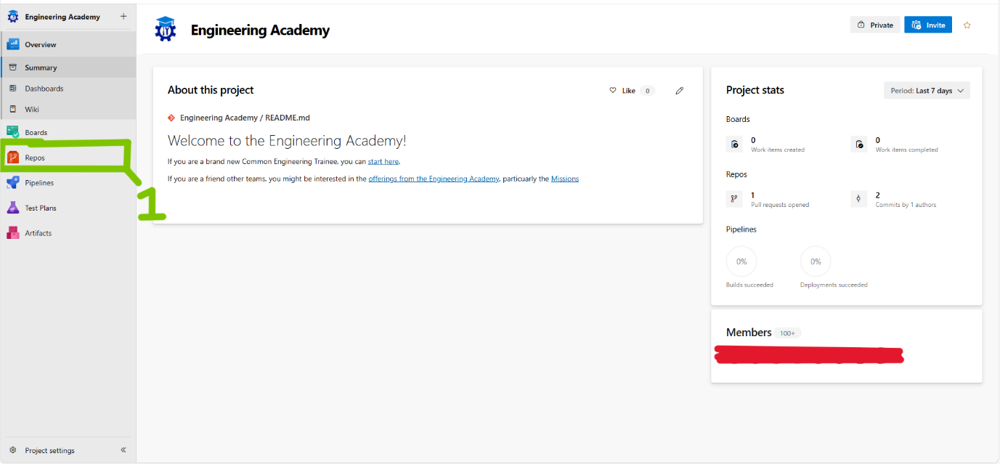 Engineering Academy
Overview
Summary
Dashboards
Wiki
Boards
Repos
Pipelines
Test Plans
Artifacts
1
Project settings
Engineering Academy
Private
Invite
About this project
Like 0
Engineering Academy / README.md
Welcome to the Engineering Academy!
If you are a brand new Common Engineering Trainee, you can start here.
If you are a friend other teams, you might be interested in the offerings from the Engineering Academy, particuarly the Missions
Project stats
Period: Last 7 days
Boards
0
Work items created
0
Work items completed
Repos
1
Pull requests opened
2
Commits by 1 authors
Pipelines
0%
Builds succeeded
0%
Deployments succeeded
Members 100+